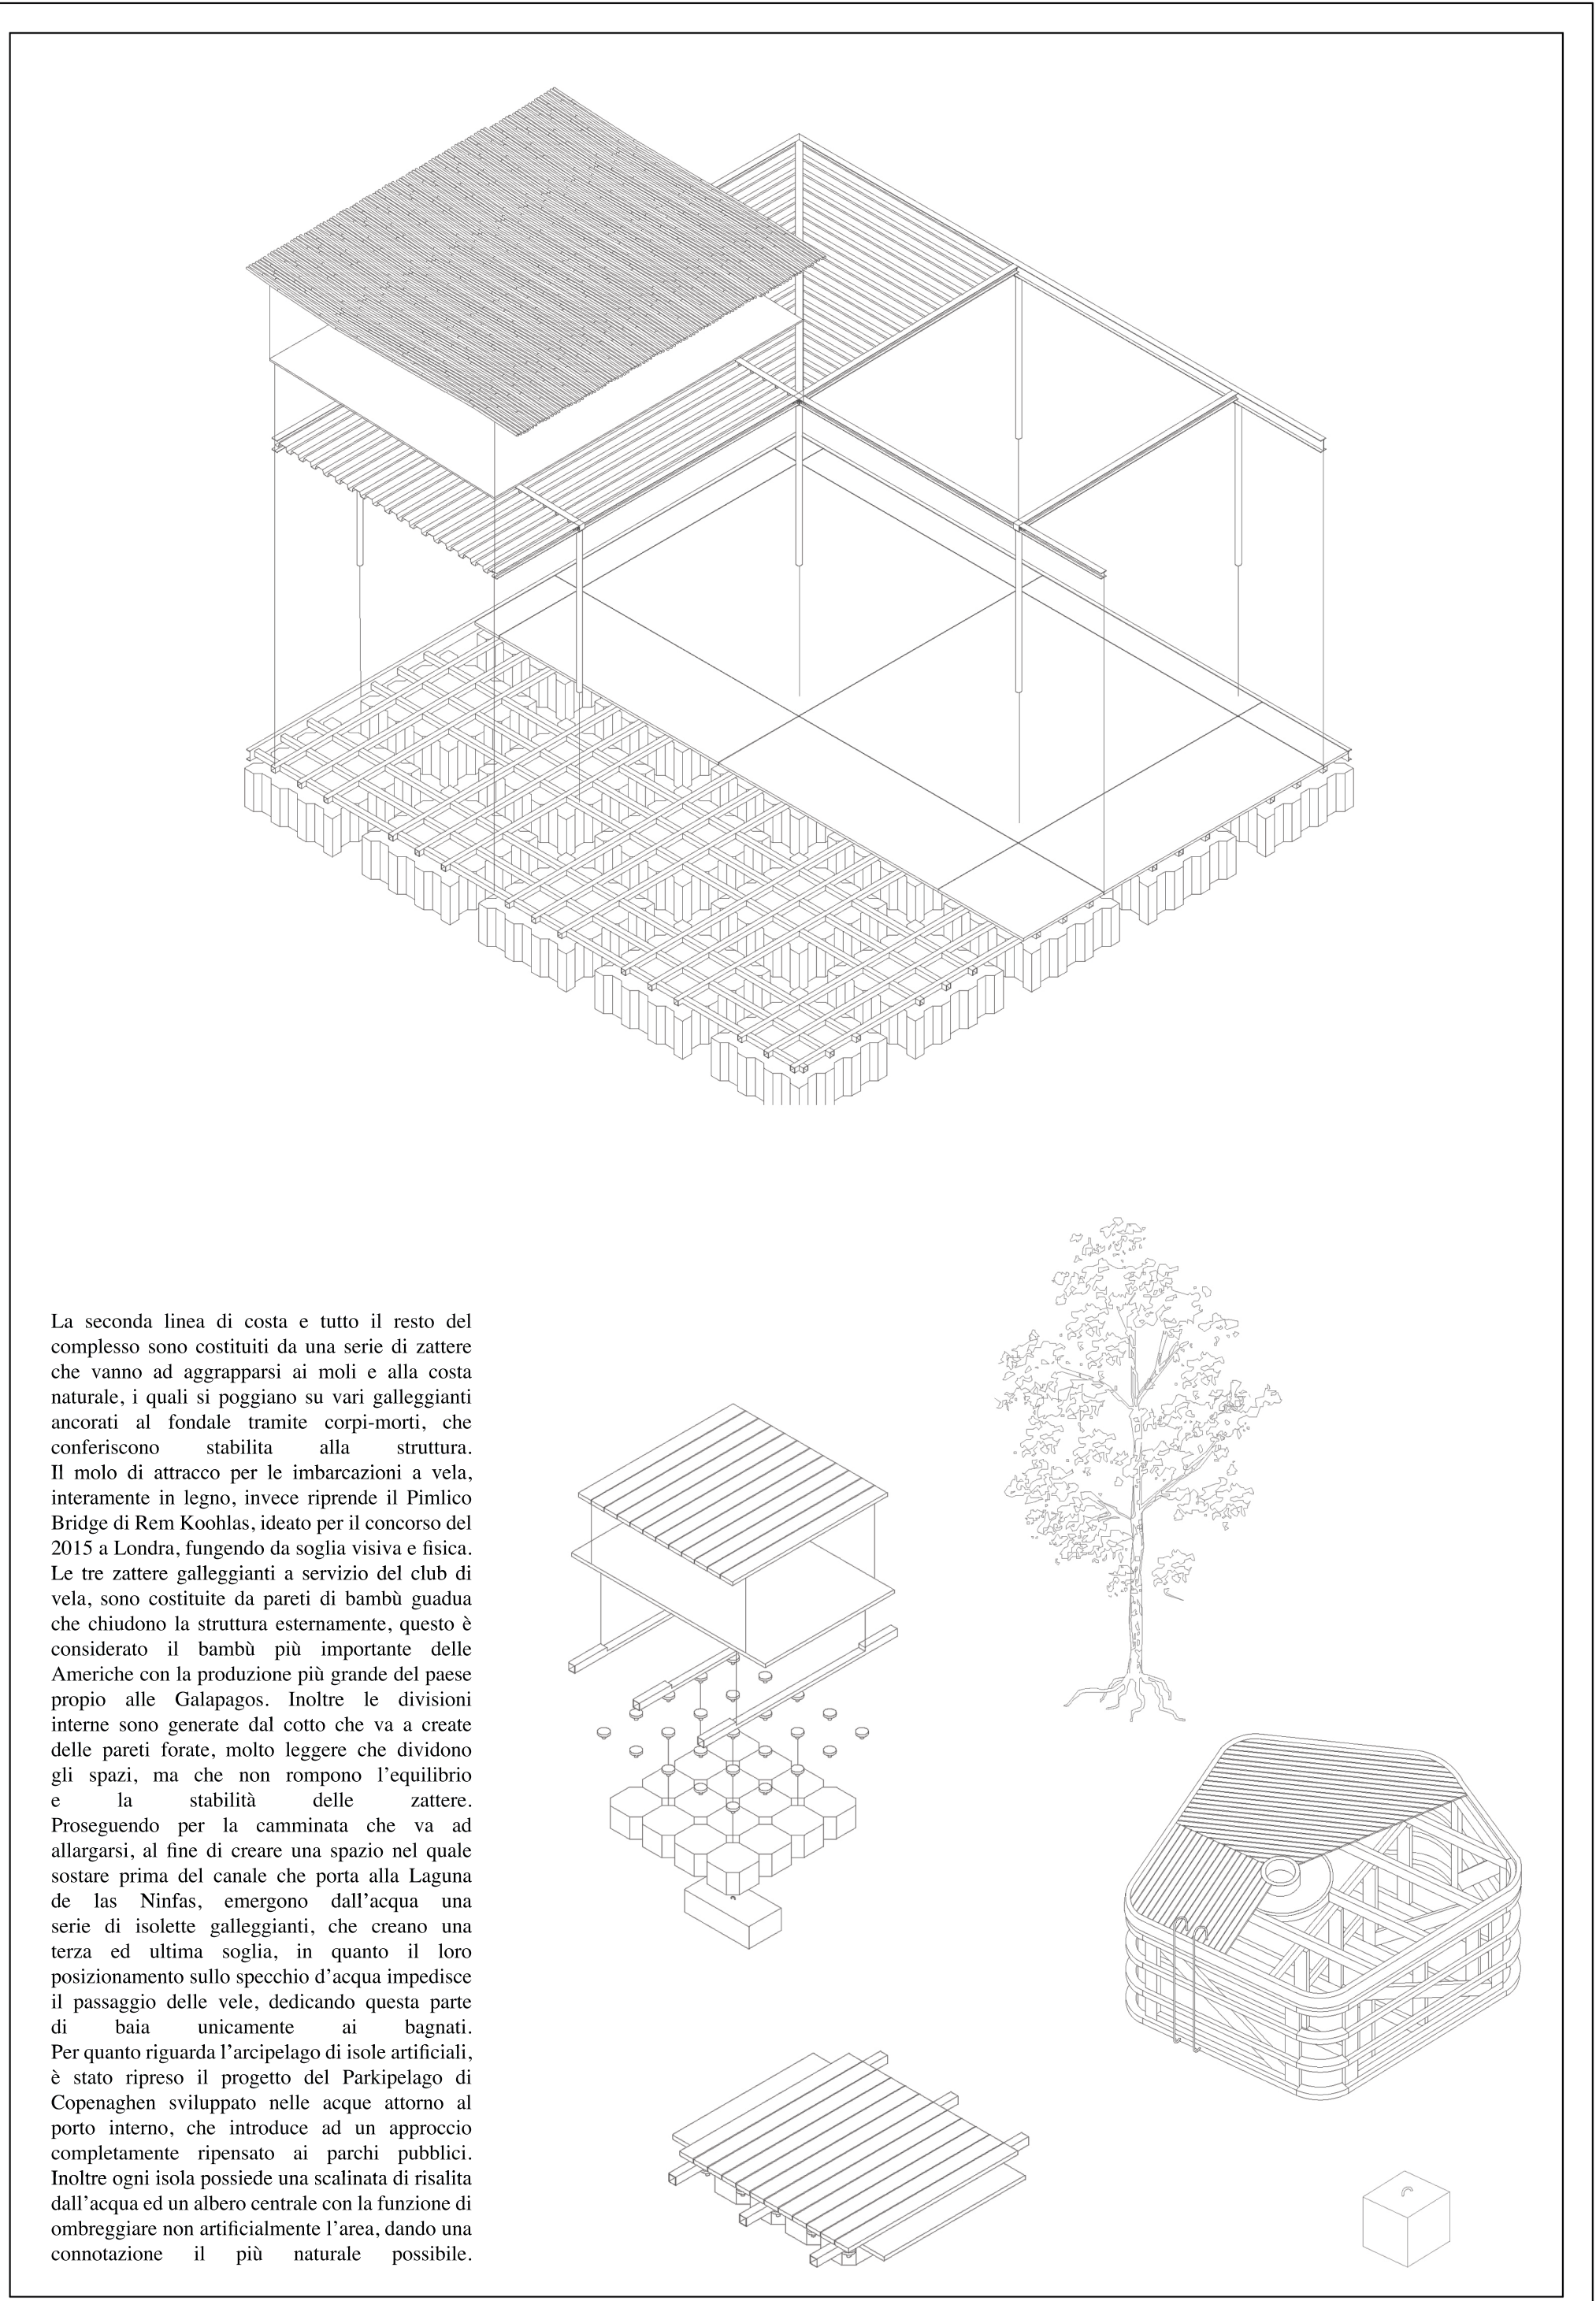 La seconda linea di costa e tutto il resto del
complesso sono costituiti da una serie di zattere
che vanno ad aggrapparsi ai moli e alla costa
naturale, i quali si poggiano su vari galleggianti
ancorati al fondale tramite corpi-morti, che
conferiscono stabilita alla struttura.
Il molo di attracco per le imbarcazioni a vela,
interamente in legno, invece riprende il Pimlico
Bridge di Rem Koohlas, ideato per il concorso del
2015 a Londra, fungendo da soglia visiva e fisica.
Le tre zattere galleggianti a servizio del club di
vela, sono costituite da pareti di bambù guadua
che chiudono la struttura esternamente, questo è
considerato il bambù più importante delle
Americhe con la produzione più grande del paese
propio alle Galapagos. Inoltre le divisioni
interne sono generate dal cotto che va a create
delle pareti forate, molto leggere che dividono
gli spazi, ma che non rompono l'equilibrio
e la stabilità delle zattere.
Proseguendo per la camminata che va ad
allargarsi, al fine di creare una spazio nel quale
sostare prima del canale che porta alla Laguna
de las Ninfas, emergono dall'acqua una
serie di isolette galleggianti, che creano una
terza ed ultima soglia, in quanto il loro
posizionamento sullo specchio d'acqua impedisce
il passaggio delle vele, dedicando questa parte
di baia unicamente ai bagnati.
Per quanto riguarda l'arcipelago di isole artificiali,
è stato ripreso il progetto del Parkipelago di
Copenaghen sviluppato nelle acque attorno al
porto interno, che introduce ad un approccio
completamente ripensato ai parchi pubblici.
Inoltre ogni isola possiede una scalinata di risalita
dall'acqua ed un albero centrale con la funzione di
ombreggiare non artificialmente l'area, dando una
connotazione il più naturale possibile.